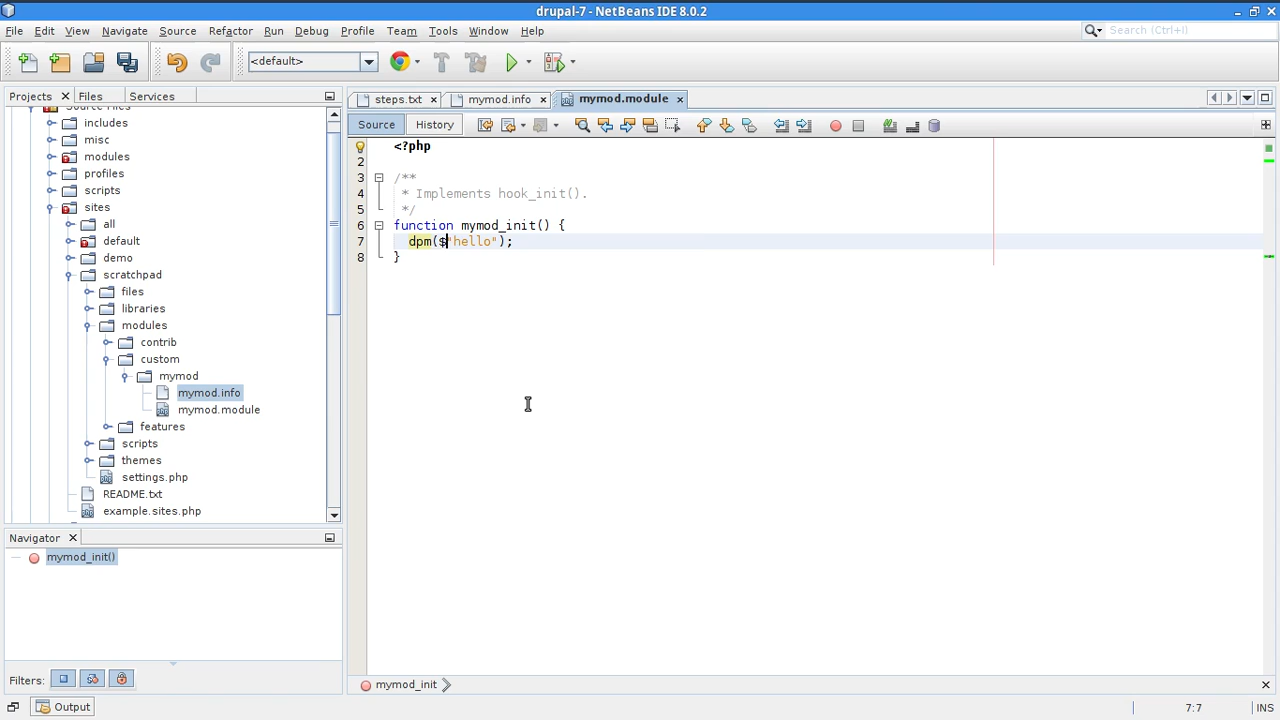 drupal-7 - NetBeans IDE 8.0.2
File Edit View Navigate Source Refactor Run Debug Profile Team Tools Window Help
Search (Ctrl+I)
<default>
Projects Files Services
steps.txt mymod.info mymod.module
Source History
Source Files
includes
misc
modules
profiles
scripts
sites
all
default
demo
scratchpad
files
libraries
modules
contrib
custom
mymod
mymod.info
mymod.module
features
scripts
themes
settings.php
README.txt
example.sites.php
<?php
2
3 /**
4 * Implements hook_init().
5 */
6 function mymod_init() {
7 dpm($"hello");
8 }
Navigator
mymod_init()
Filters:
mymod_init
Output
7:7 INS